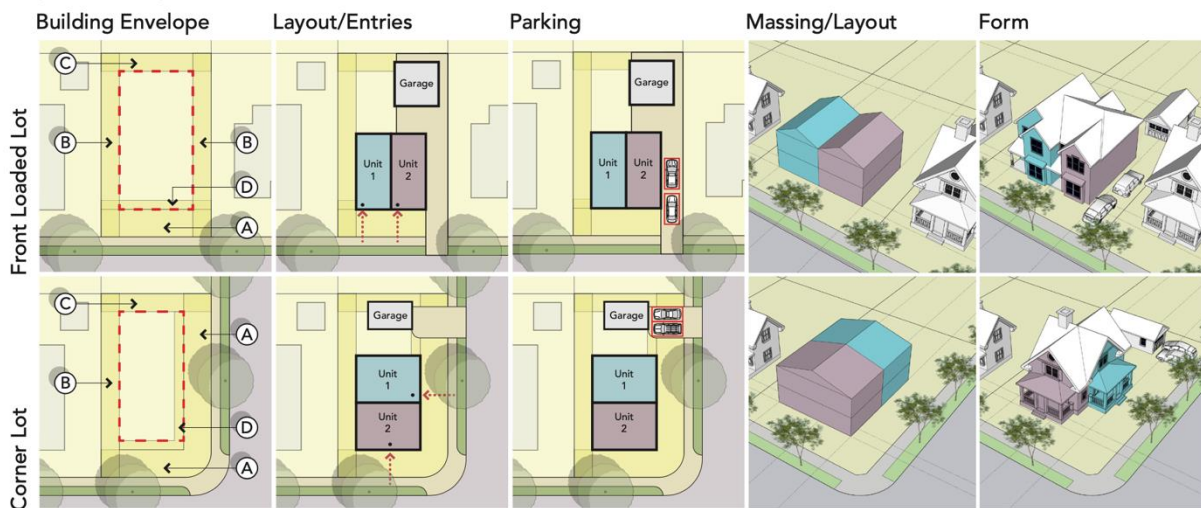 Building Envelope
Layout/Entries
Parking
Massing/Layout
Form
Front Loaded Lot
C
B
B
D
A
Garage
Unit
1
Unit
2
Garage
Unit
1
Unit
2
Corner Lot
C
A
B
D
A
Garage
Unit
1
Unit
2
Garage
Unit
1
Unit
2